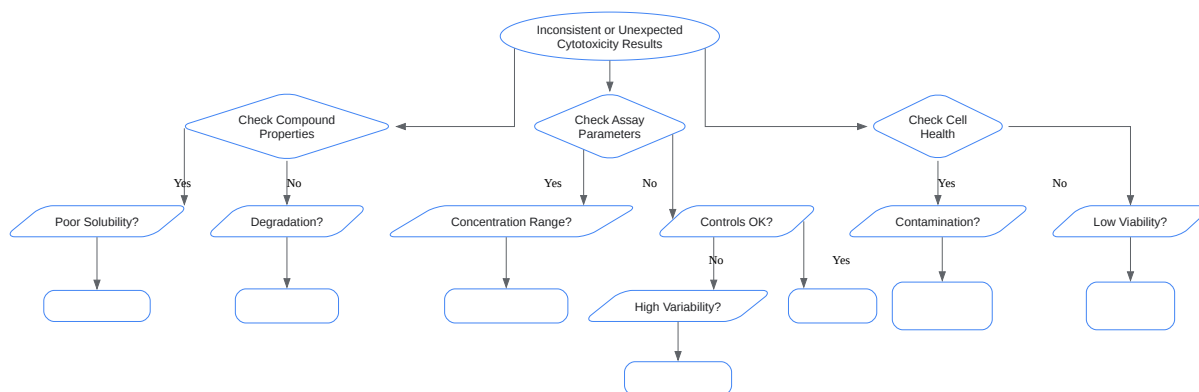 Inconsistent or Unexpected
Cytotoxicity Results
Check Compound
Properties
Check Assay
Parameters
Check Cell
Health
Yes
No
Yes
No
Yes
No
Poor Solubility?
Degradation?
Concentration Range?
Controls OK?
Contamination?
Low Viability?
No
Yes
High Variability?